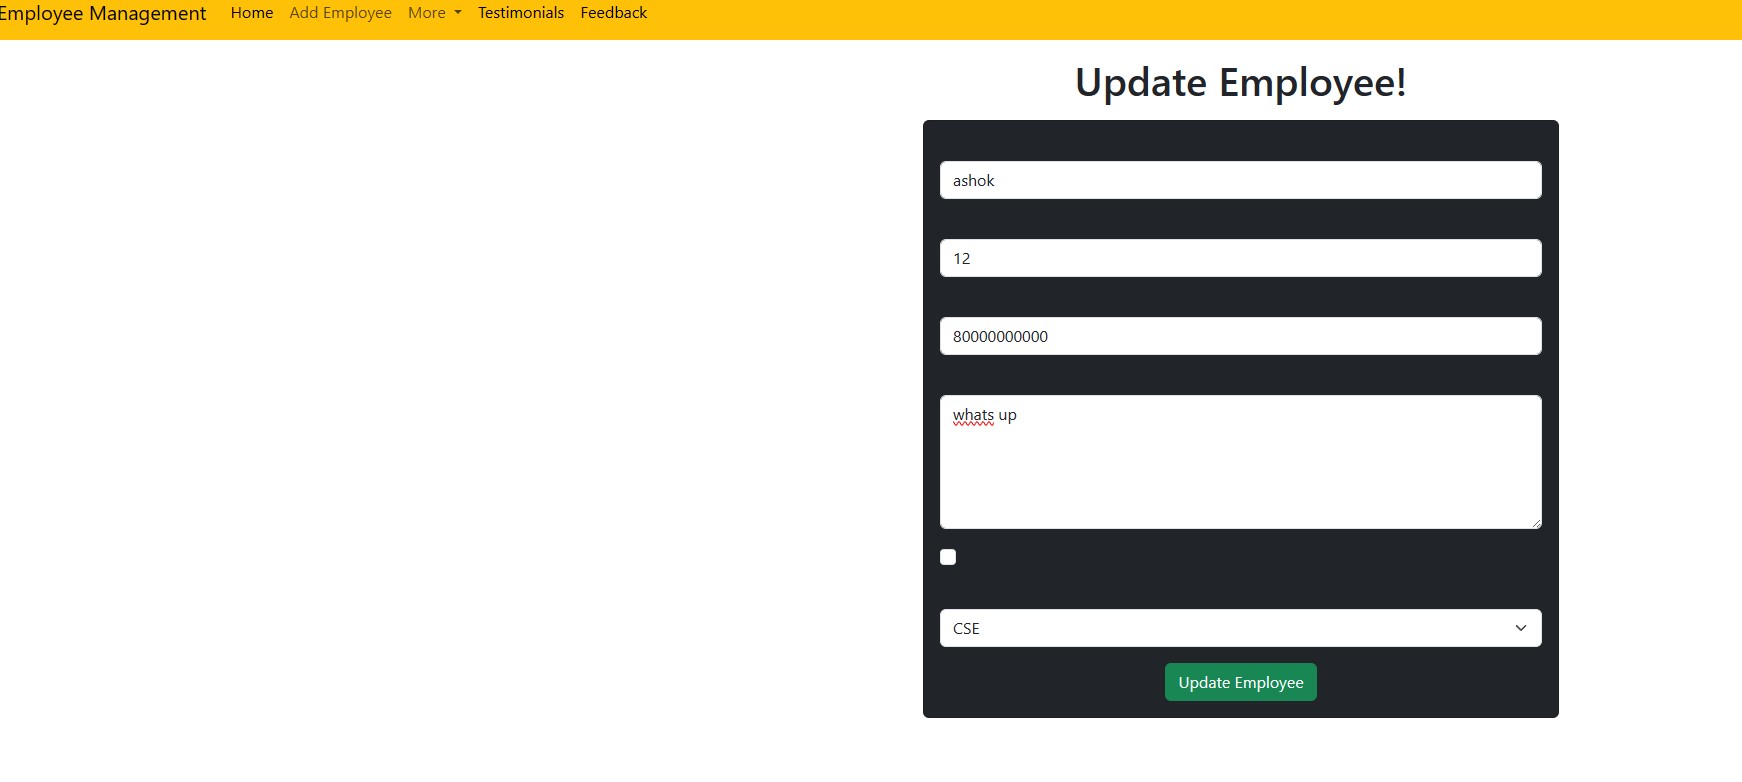 Employee Management Home Add Employee More Testimonials Feedback
Update Employee!
ashok
12
80000000000
whats up
CSE
Update Employee